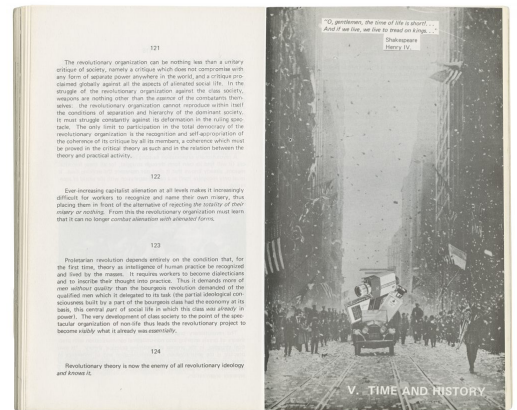 121
The revolutionary organization can be nothing less than a unitary
critique of society, namely a critique which does not compromise with
any form of separate power anywhere in the world, and a critique pro-
claimed globally against all the aspects of alienated social life. In the
struggle of the revolutionary organization against the class society,
weapons are nothing other than the essence of the combatants them-
selves: the revolutionary organization cannot reproduce within itself
the conditions of separation and hierarchy of the dominant society.
It must struggle constantly against its deformation in the ruling spec-
tacle. The only limit to participation in the total democracy of the
revolutionary organization is the recognition and self-appropriation of
the coherence of its critique by all its members, a coherence which must
be proved in the critical theory as such and in the relation between the
theory and practical activity.
122
Ever-increasing capitalist alienation at all levels makes it increasingly
difficult for workers to recognize and name their own misery, thus
placing them in front of the alternative of rejecting the totality of their
misery or nothing. From this the revolutionary organization must learn
that it can no longer combat alienation with alienated forms.
123
Proletarian revolution depends entirely on the condition that, for
the first time, theory as intelligence of human practice be recognized
and lived by the masses. It requires workers to become dialecticians
and to inscribe their thought into practice. Thus it demands more of
men without quality than the bourgeois revolution demanded of the
qualified men which it delegated to its task (the partial ideological con-
sciousness built by a part of the bourgeois class had the economy at its
basis, this central part of social life in which this class was already in
power). The very development of class society to the point of the spec-
tacular organization of non-life thus leads the revolutionary project to
become visibly what it already was essentially.
124
Revolutionary theory is now the enemy of all revolutionary ideology
and knows it.
"O, gentlemen, the time of life is short!. . .
And if we live, we live to tread on kings. . ."
Shakespeare
Henry IV.
V. TIME AND HISTORY